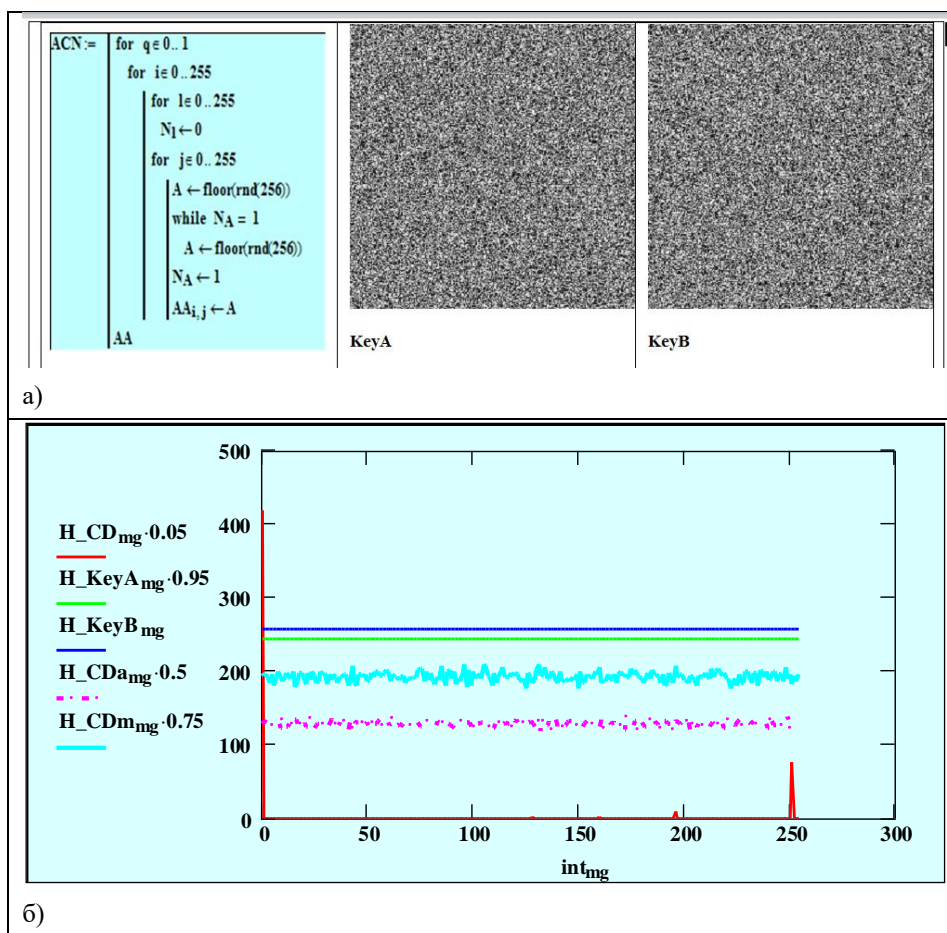 ACN:= for q∈0..1
for i∈0..255
for l∈0..255
N₁←0
for j∈0..255
A←floor(rnd(256))
while N_A = 1
A←floor(rnd(256))
N_A←1
AA_i,j←A
AA
KeyA
KeyB
а)
500
400
300
200
100
0
H_CD_mg·0.05
H_KeyA_mg·0.95
H_KeyB_mg
H_CDa_mg·0.5
H_CDm_mg·0.75
0 50 100 150 200 250 300
int_mg
б)